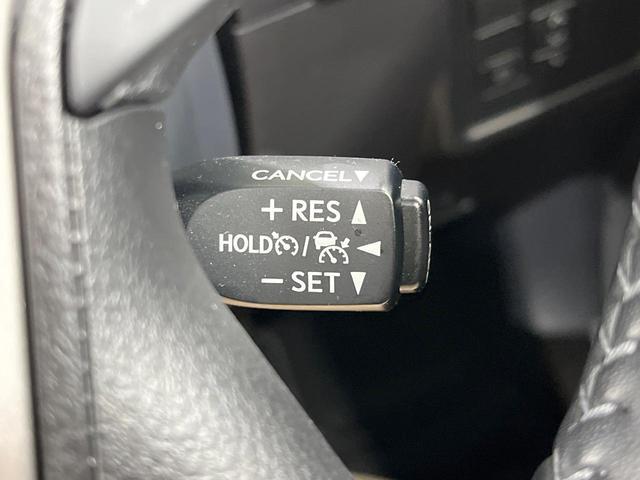 CANCEL▼
+ RES ▲
HOLD / ◀
− SET ▼